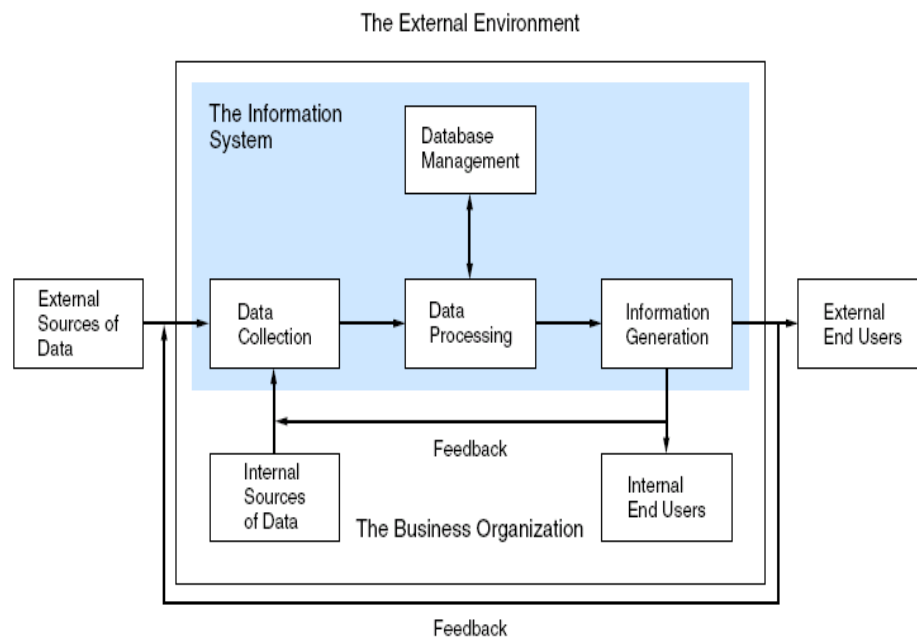 The External Environment
The Information
System
Database
Management
External
Sources of
Data
Data
Collection
Data
Processing
Information
Generation
External
End Users
Feedback
Internal
Sources
of Data
Internal
End Users
The Business Organization
Feedback